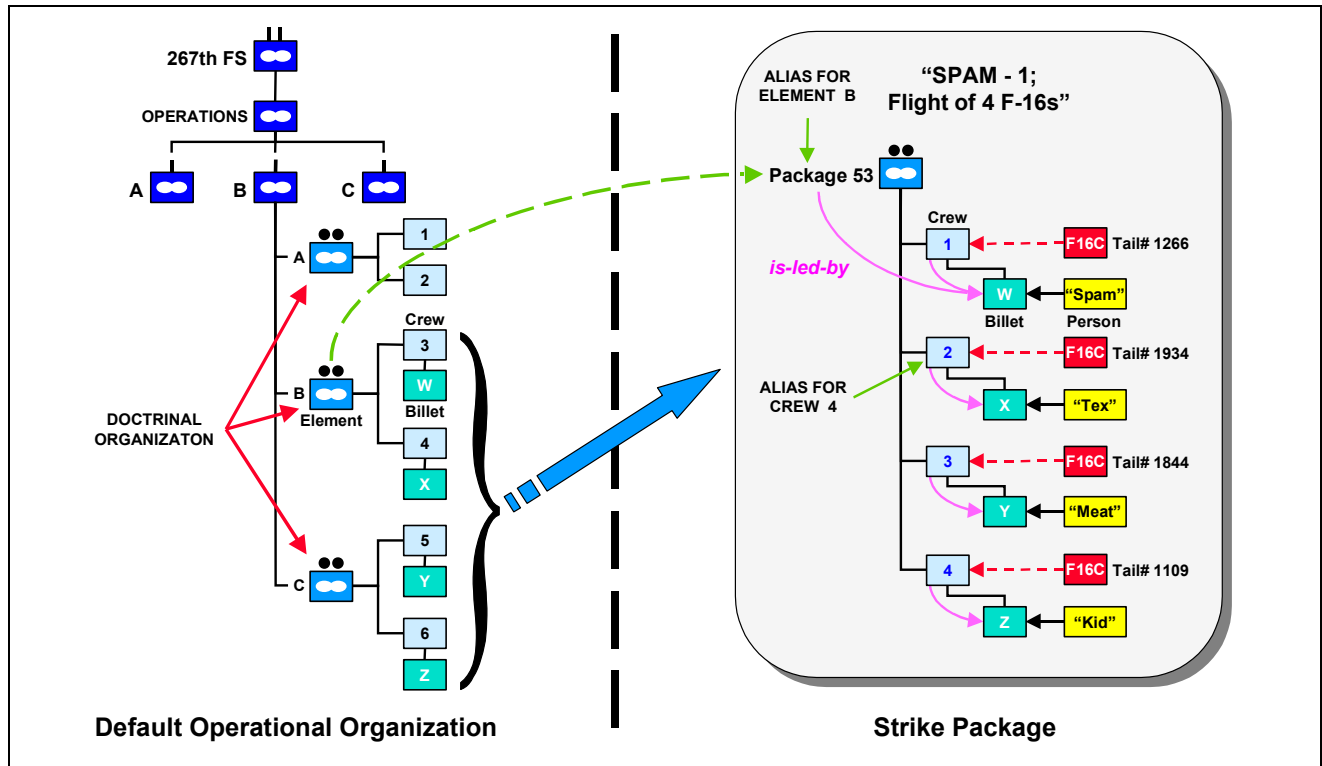 267th FS
OPERATIONS
A
B
C
A
1
2
Crew
3
W
Billet
B
Element
4
X
DOCTRINAL
ORGANIZATON
5
Y
C
6
Z
Default Operational Organization
ALIAS FOR
ELEMENT B
“SPAM - 1;
Flight of 4 F-16s”
Package 53
Crew
1
F16C Tail# 1266
is-led-by
W
“Spam”
Billet
Person
2
F16C Tail# 1934
ALIAS FOR
CREW 4
X
“Tex”
3
F16C Tail# 1844
Y
“Meat”
4
F16C Tail# 1109
Z
“Kid”
Strike Package